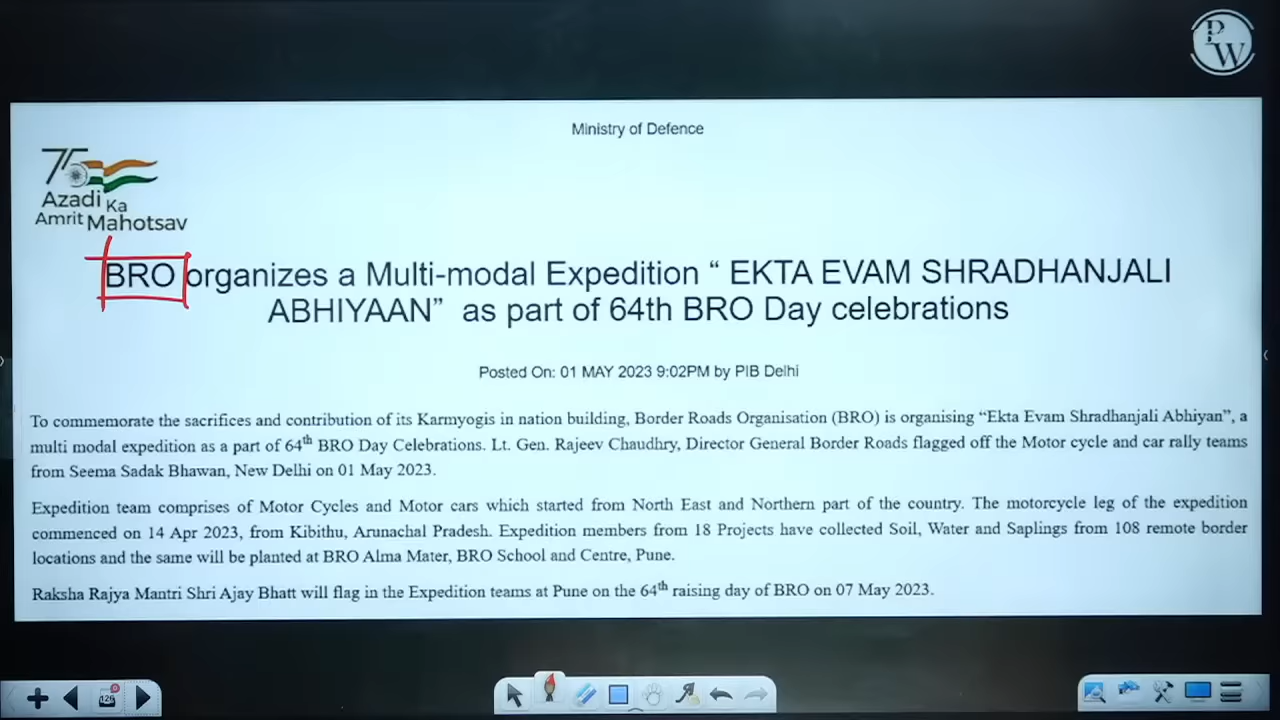 PW
Ministry of Defence
75
Azadi Ka
Amrit Mahotsav
BRO organizes a Multi-modal Expedition “ EKTA EVAM SHRADHANJALI
ABHIYAAN” as part of 64th BRO Day celebrations
Posted On: 01 MAY 2023 9:02PM by PIB Delhi
To commemorate the sacrifices and contribution of its Karmyogis in nation building, Border Roads Organisation (BRO) is organising “Ekta Evam Shradhanjali Abhiyan”, a
multi modal expedition as a part of 64th BRO Day Celebrations. Lt. Gen. Rajeev Chaudhry, Director General Border Roads flagged off the Motor cycle and car rally teams
from Seema Sadak Bhawan, New Delhi on 01 May 2023.
Expedition team comprises of Motor Cycles and Motor cars which started from North East and Northern part of the country. The motorcycle leg of the expedition
commenced on 14 Apr 2023, from Kibithu, Arunachal Pradesh. Expedition members from 18 Projects have collected Soil, Water and Saplings from 108 remote border
locations and the same will be planted at BRO Alma Mater, BRO School and Centre, Pune.
Raksha Rajya Mantri Shri Ajay Bhatt will flag in the Expedition teams at Pune on the 64th raising day of BRO on 07 May 2023.
126